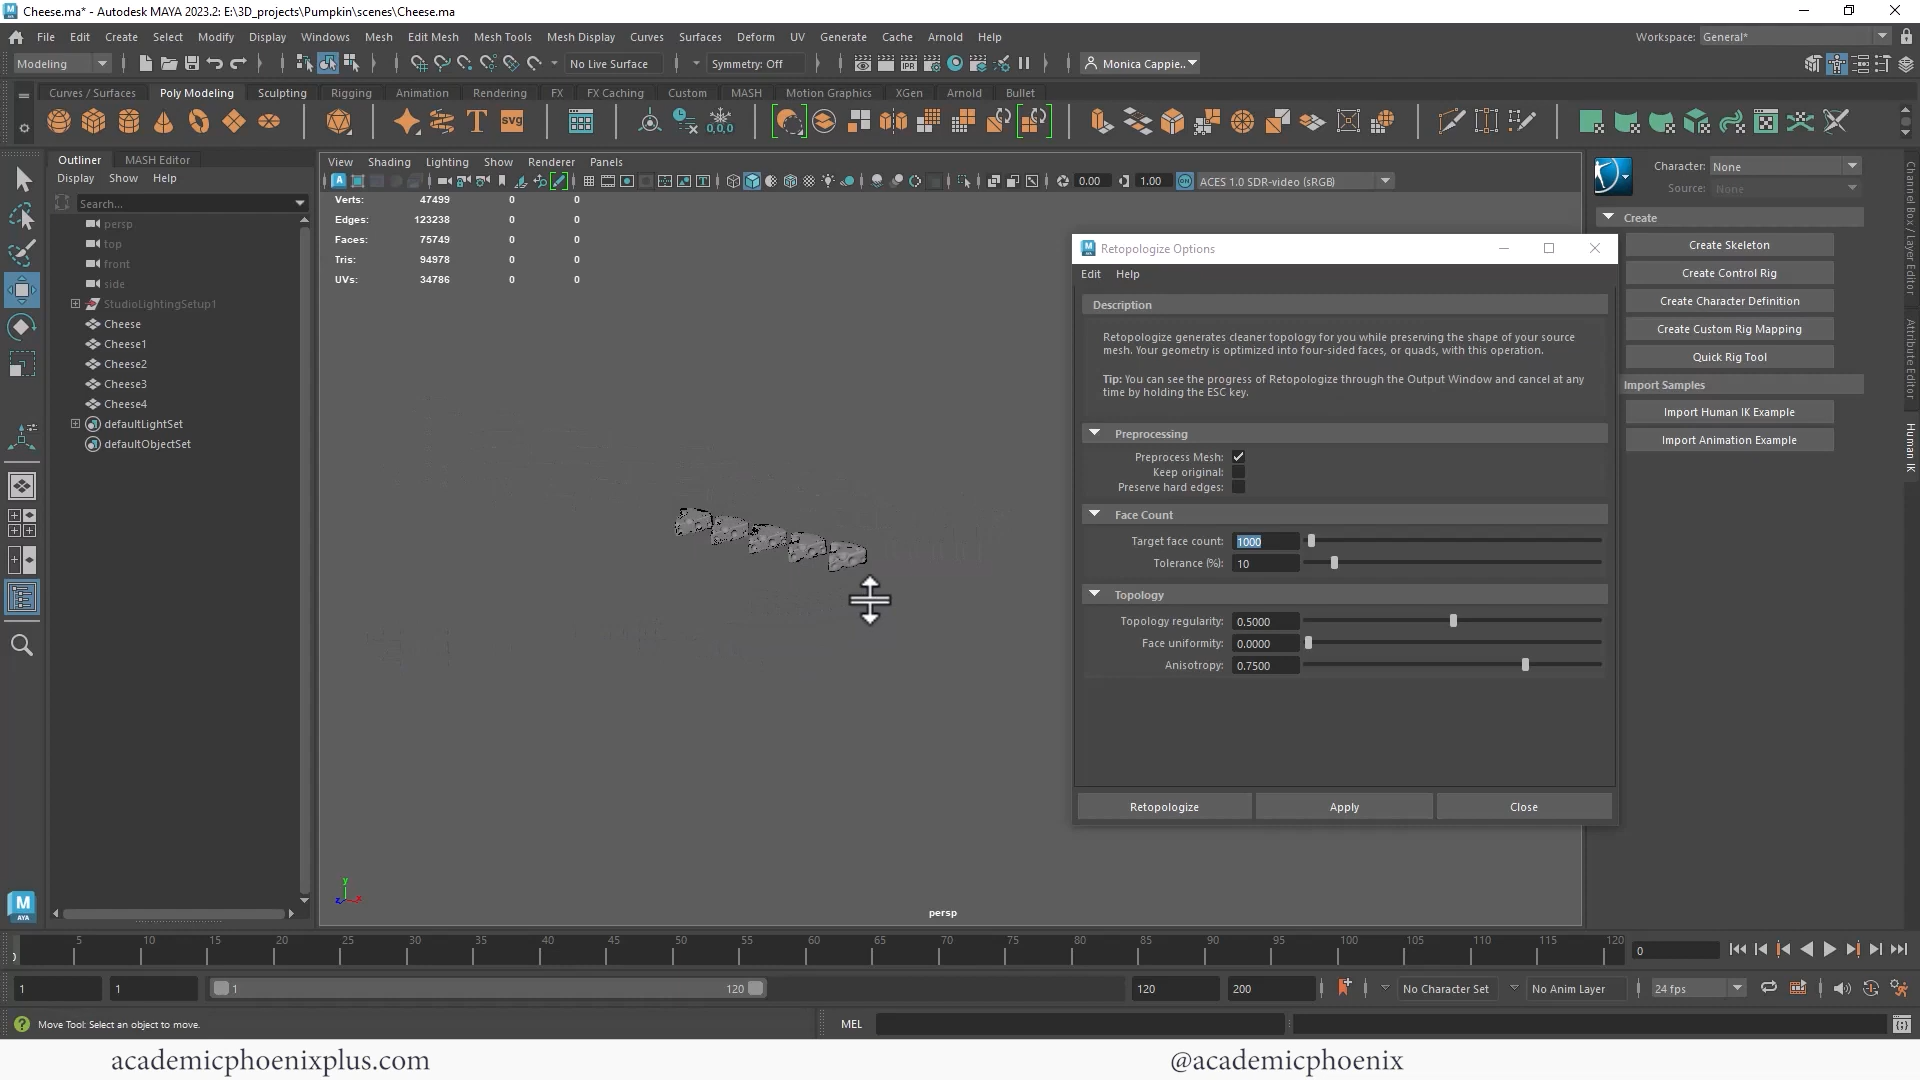 Cheese.ma* - Autodesk MAYA 2023.2: E:\3D_projects\Pumpkin\scenes\Cheese.ma
File Edit Create Select Modify Display Windows Mesh Edit Mesh Mesh Tools Mesh Display Curves Surfaces Deform UV Generate Cache Arnold Help
Workspace: General*
Modeling No Live Surface Symmetry: Off IPR Monica Cappie..
Curves / Surfaces Poly Modeling Sculpting Rigging Animation Rendering FX FX Caching Custom MASH Motion Graphics XGen Arnold Bullet
T SVG 0,0,0
Outliner MASH Editor
Display Show Help
Search...
persp
top
front
side
StudioLightingSetup1
Cheese
Cheese1
Cheese2
Cheese3
Cheese4
defaultLightSet
defaultObjectSet
View Shading Lighting Show Renderer Panels
0.00 1.00 ACES 1.0 SDR-video (sRGB)
Verts: 47499 0 0
Edges: 123238 0 0
Faces: 75749 0 0
Tris: 94978 0 0
UVs: 34786 0 0
persp
Retopologize Options
Edit Help
Description
Retopologize generates cleaner topology for you while preserving the shape of your source
mesh. Your geometry is optimized into four-sided faces, or quads, with this operation.
Tip: You can see the progress of Retopologize through the Output Window and cancel at any
time by holding the ESC key.
Preprocessing
Preprocess Mesh:
Keep original:
Preserve hard edges:
Face Count
Target face count: 1000
Tolerance (%): 10
Topology
Topology regularity: 0.5000
Face uniformity: 0.0000
Anisotropy: 0.7500
Retopologize Apply Close
Character: None
Source: None
Create
Create Skeleton
Create Control Rig
Create Character Definition
Create Custom Rig Mapping
Quick Rig Tool
Import Samples
Import Human IK Example
Import Animation Example
Channel Box / Layer Editor
Attribute Editor
Human IK
5 10 15 20 25 30 35 40 45 50 55 60 65 70 75 80 85 90 95 100 105 110 115 120 0
1 1 1 120 120 200 No Character Set No Anim Layer 24 fps
Move Tool: Select an object to move. MEL
academicphoenixplus.com @academicphoenix